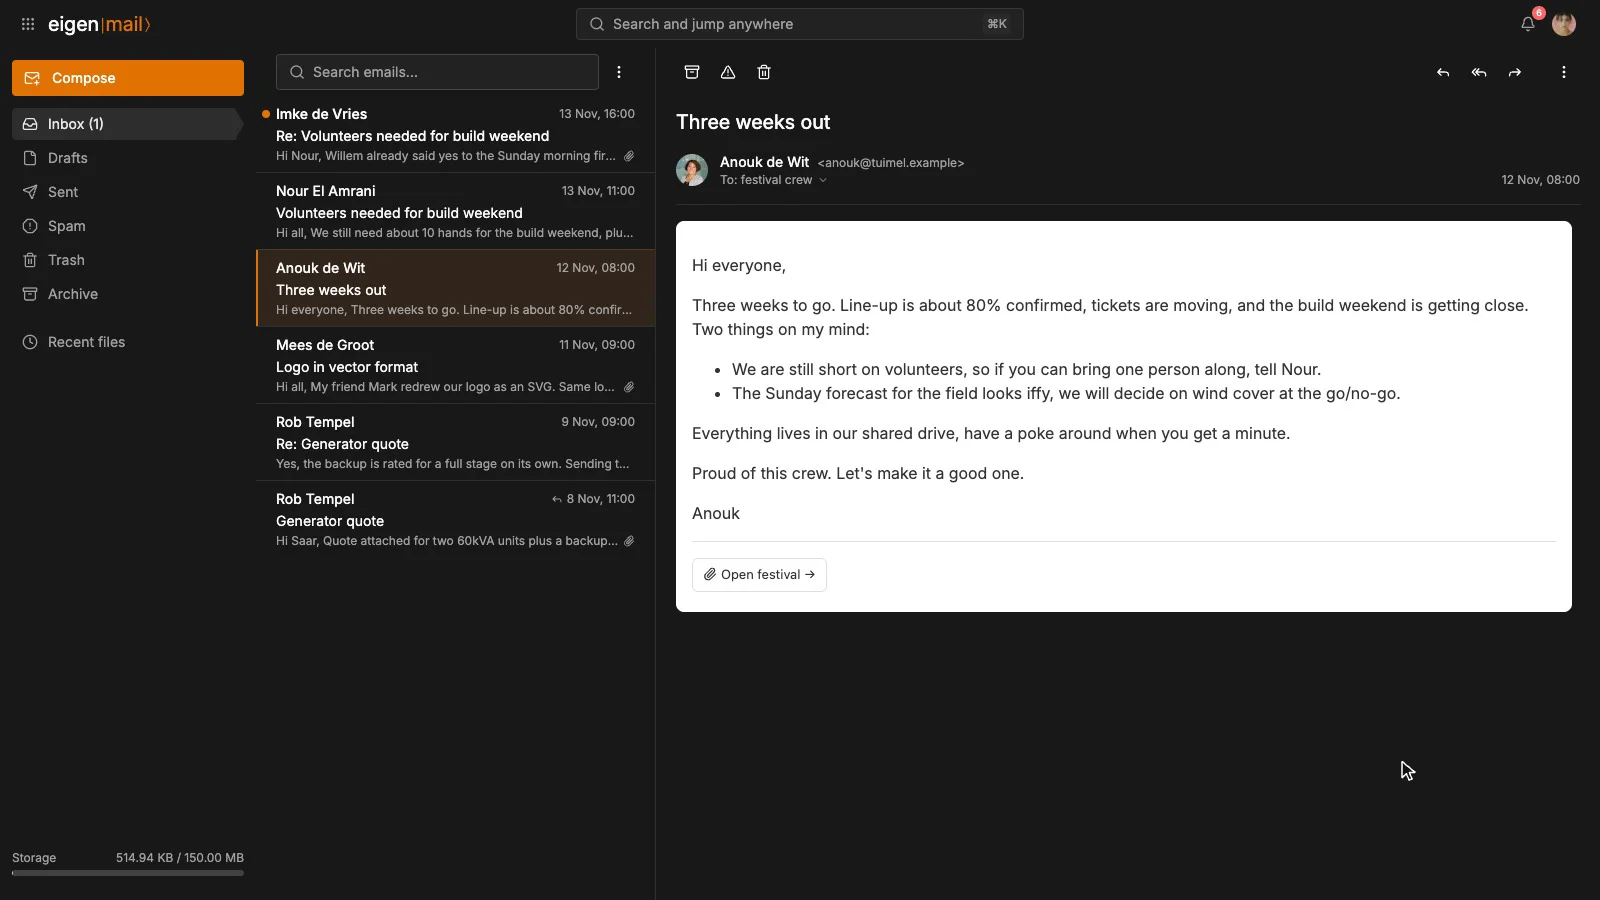 eigen|mail⟩
Search and jump anywhere ⌘K
6
Compose
Inbox (1)
Drafts
Sent
Spam
Trash
Archive
Recent files
Storage 514.94 KB / 150.00 MB
Search emails...
Imke de Vries 13 Nov, 16:00
Re: Volunteers needed for build weekend
Hi Nour, Willem already said yes to the Sunday morning fir...
Nour El Amrani 13 Nov, 11:00
Volunteers needed for build weekend
Hi all, We still need about 10 hands for the build weekend, plu...
Anouk de Wit 12 Nov, 08:00
Three weeks out
Hi everyone, Three weeks to go. Line-up is about 80% confir...
Mees de Groot 11 Nov, 09:00
Logo in vector format
Hi all, My friend Mark redrew our logo as an SVG. Same lo...
Rob Tempel 9 Nov, 09:00
Re: Generator quote
Yes, the backup is rated for a full stage on its own. Sending t...
Rob Tempel 8 Nov, 11:00
Generator quote
Hi Saar, Quote attached for two 60kVA units plus a backup...
Three weeks out
Anouk de Wit <anouk@tuimel.example>
To: festival crew
12 Nov, 08:00
Hi everyone,
Three weeks to go. Line-up is about 80% confirmed, tickets are moving, and the build weekend is getting close.
Two things on my mind:
• We are still short on volunteers, so if you can bring one person along, tell Nour.
• The Sunday forecast for the field looks iffy, we will decide on wind cover at the go/no-go.
Everything lives in our shared drive, have a poke around when you get a minute.
Proud of this crew. Let's make it a good one.
Anouk
Open festival →